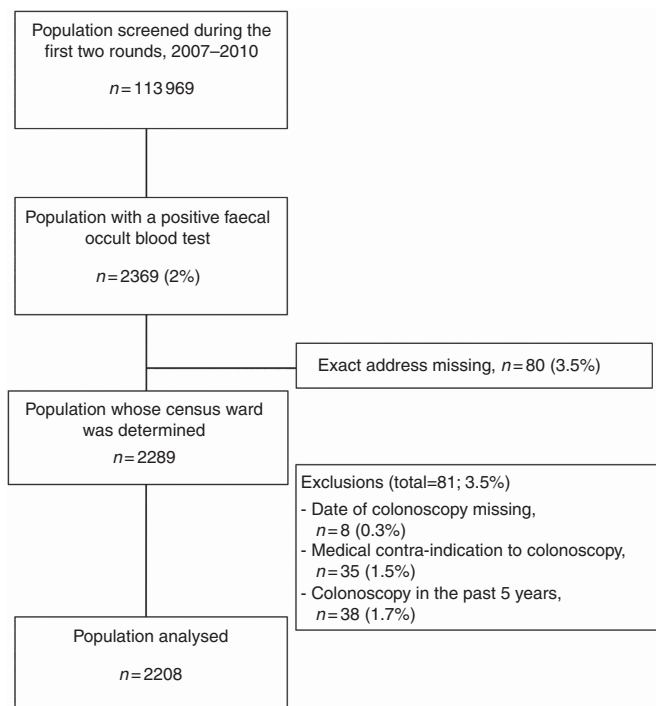 Population screened during the
first two rounds, 2007–2010
n=113 969
Population with a positive faecal
occult blood test
n=2369 (2%)
Exact address missing, n=80 (3.5%)
Population whose census ward
was determined
n=2289
Exclusions (total=81; 3.5%)
- Date of colonoscopy missing,
n=8 (0.3%)
- Medical contra-indication to colonoscopy,
n=35 (1.5%)
- Colonoscopy in the past 5 years,
n=38 (1.7%)
Population analysed
n=2208